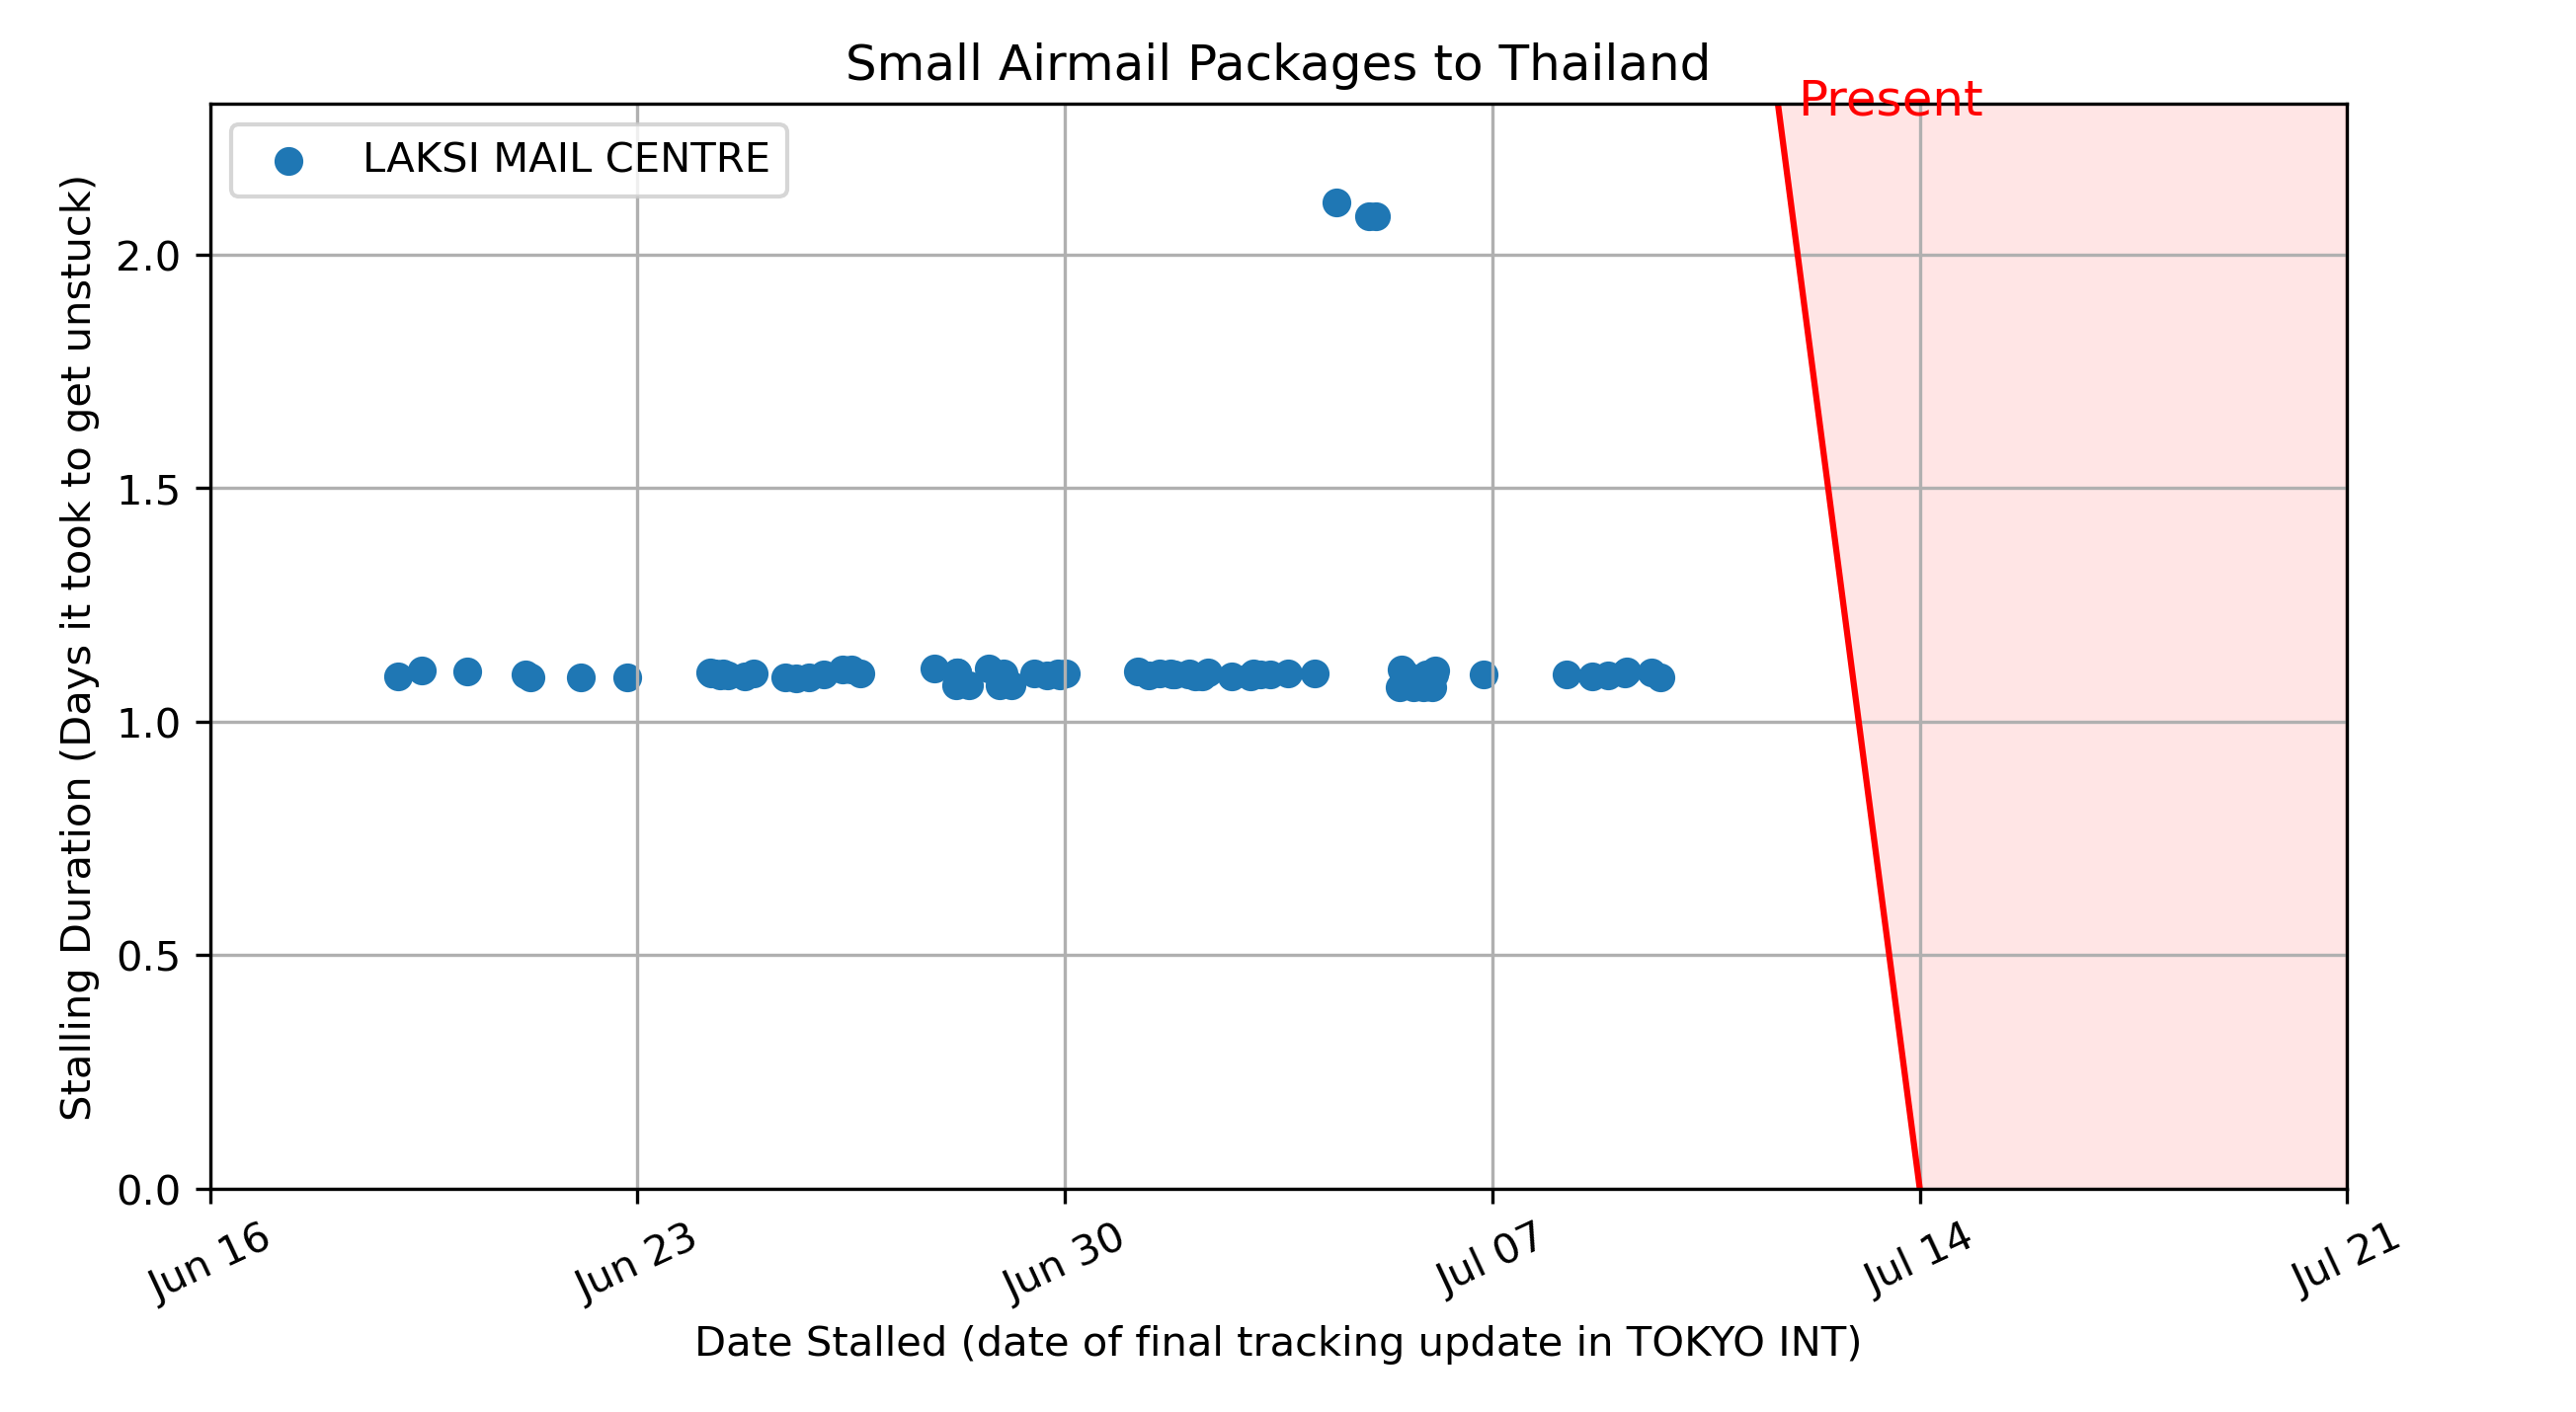 Small Airmail Packages to Thailand
Present
LAKSI MAIL CENTRE
Stalling Duration (Days it took to get unstuck)
2.0
1.5
1.0
0.5
0.0
Jun 16
Jun 23
Jun 30
Jul 07
Jul 14
Jul 21
Date Stalled (date of final tracking update in TOKYO INT)